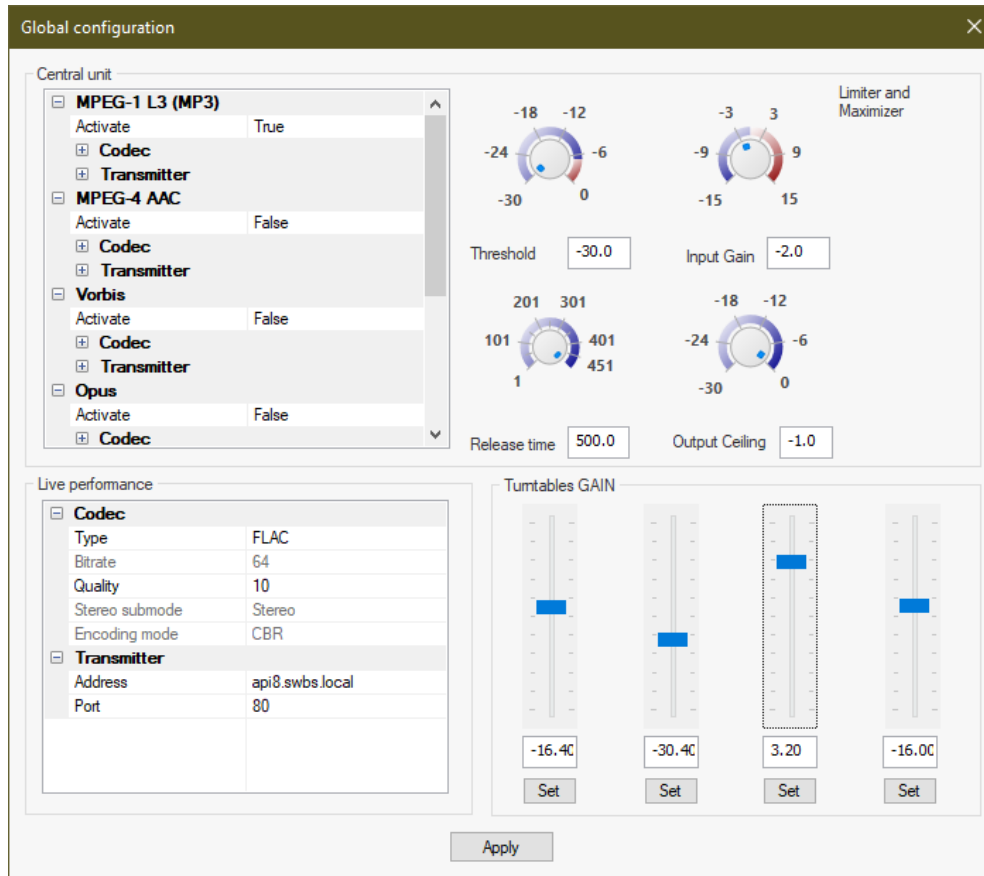 Global configuration
Central unit
MPEG-1 L3 (MP3)
Activate True
Codec
Transmitter
MPEG-4 AAC
Activate False
Codec
Transmitter
Vorbis
Activate False
Codec
Transmitter
Opus
Activate False
Codec
Limiter and
Maximizer
-18 -12
-24 -6
-30 0
Threshold -30.0
-3 3
-9 9
-15 15
Input Gain -2.0
201 301
101 401
451
1
Release time 500.0
-18 -12
-24 -6
-30 0
Output Ceiling -1.0
Live performance
Codec
Type FLAC
Bitrate 64
Quality 10
Stereo submode Stereo
Encoding mode CBR
Transmitter
Address api8.swbs.local
Port 80
Turntables GAIN
-16.40 -30.40 3.20 -16.00
Set Set Set Set
Apply